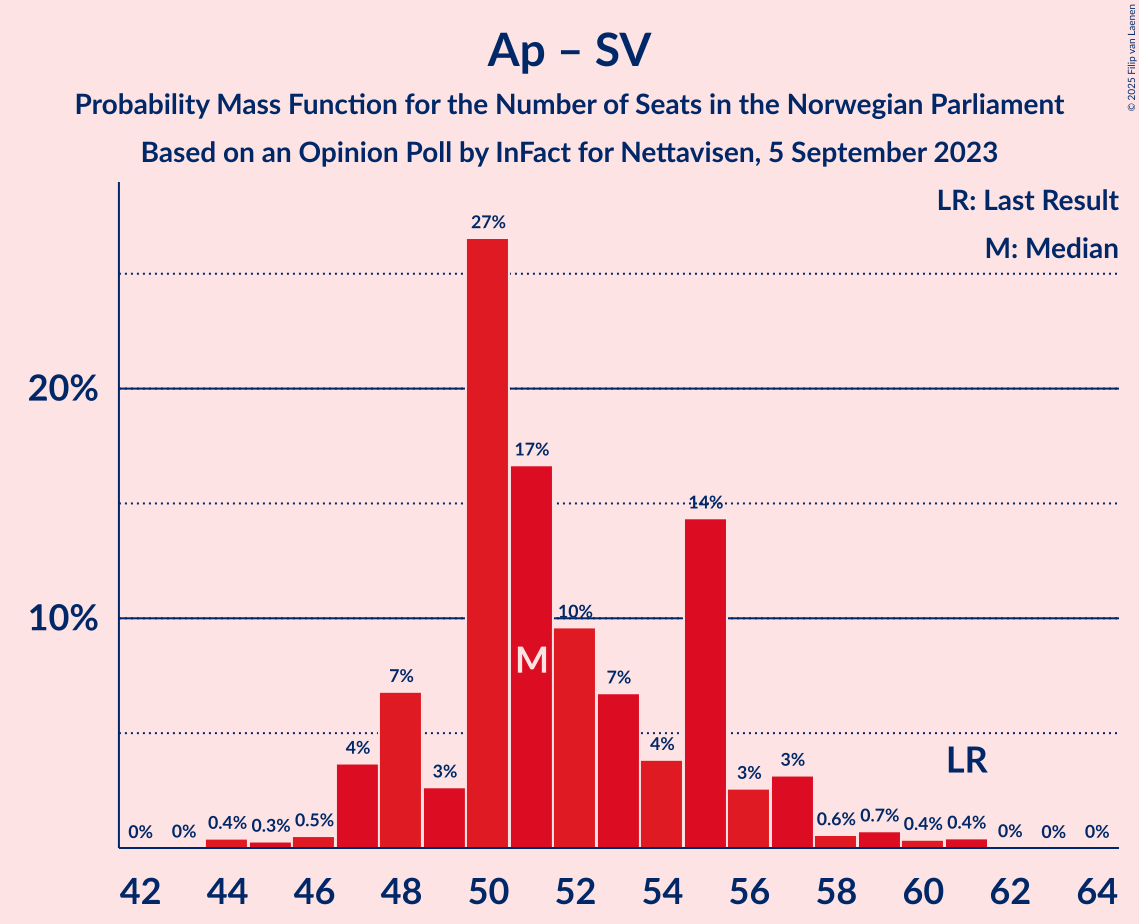 © 2025 Filip van Laenen
Ap – SV
Probability Mass Function for the Number of Seats in the Norwegian Parliament
Based on an Opinion Poll by InFact for Nettavisen, 5 September 2023
LR: Last Result
M: Median
20%
10%
0%
0%
0.4%
0.3%
0.5%
4%
7%
3%
27%
17%
10%
7%
4%
14%
3%
3%
0.6%
0.7%
0.4%
0.4%
0%
0%
0%
M
LR
42 44 46 48 50 52 54 56 58 60 62 64